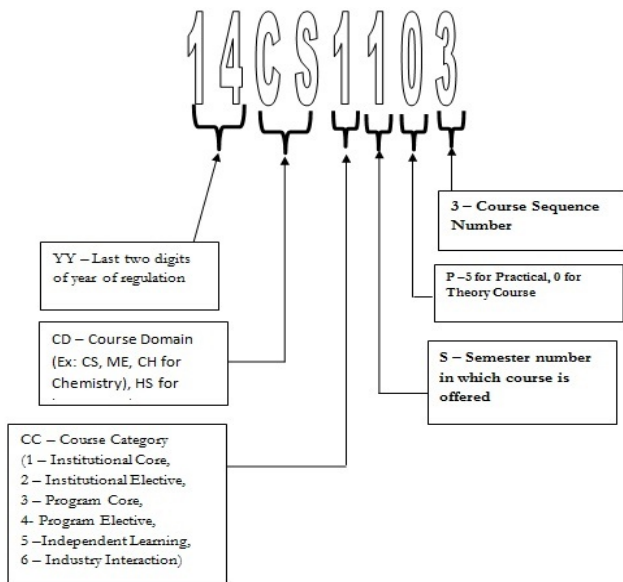 14CS1103
3 – Course Sequence
Number
YY – Last two digits
of year of regulation
P –5 for Practical, 0 for
Theory Course
CD – Course Domain
(Ex: CS, ME, CH for
Chemistry), HS for
S – Semester number
in which course is
offered
CC – Course Category
(1 – Institutional Core,
2 – Institutional Elective,
3 – Program Core,
4- Program Elective,
5 –Independent Learning,
6 – Industry Interaction)